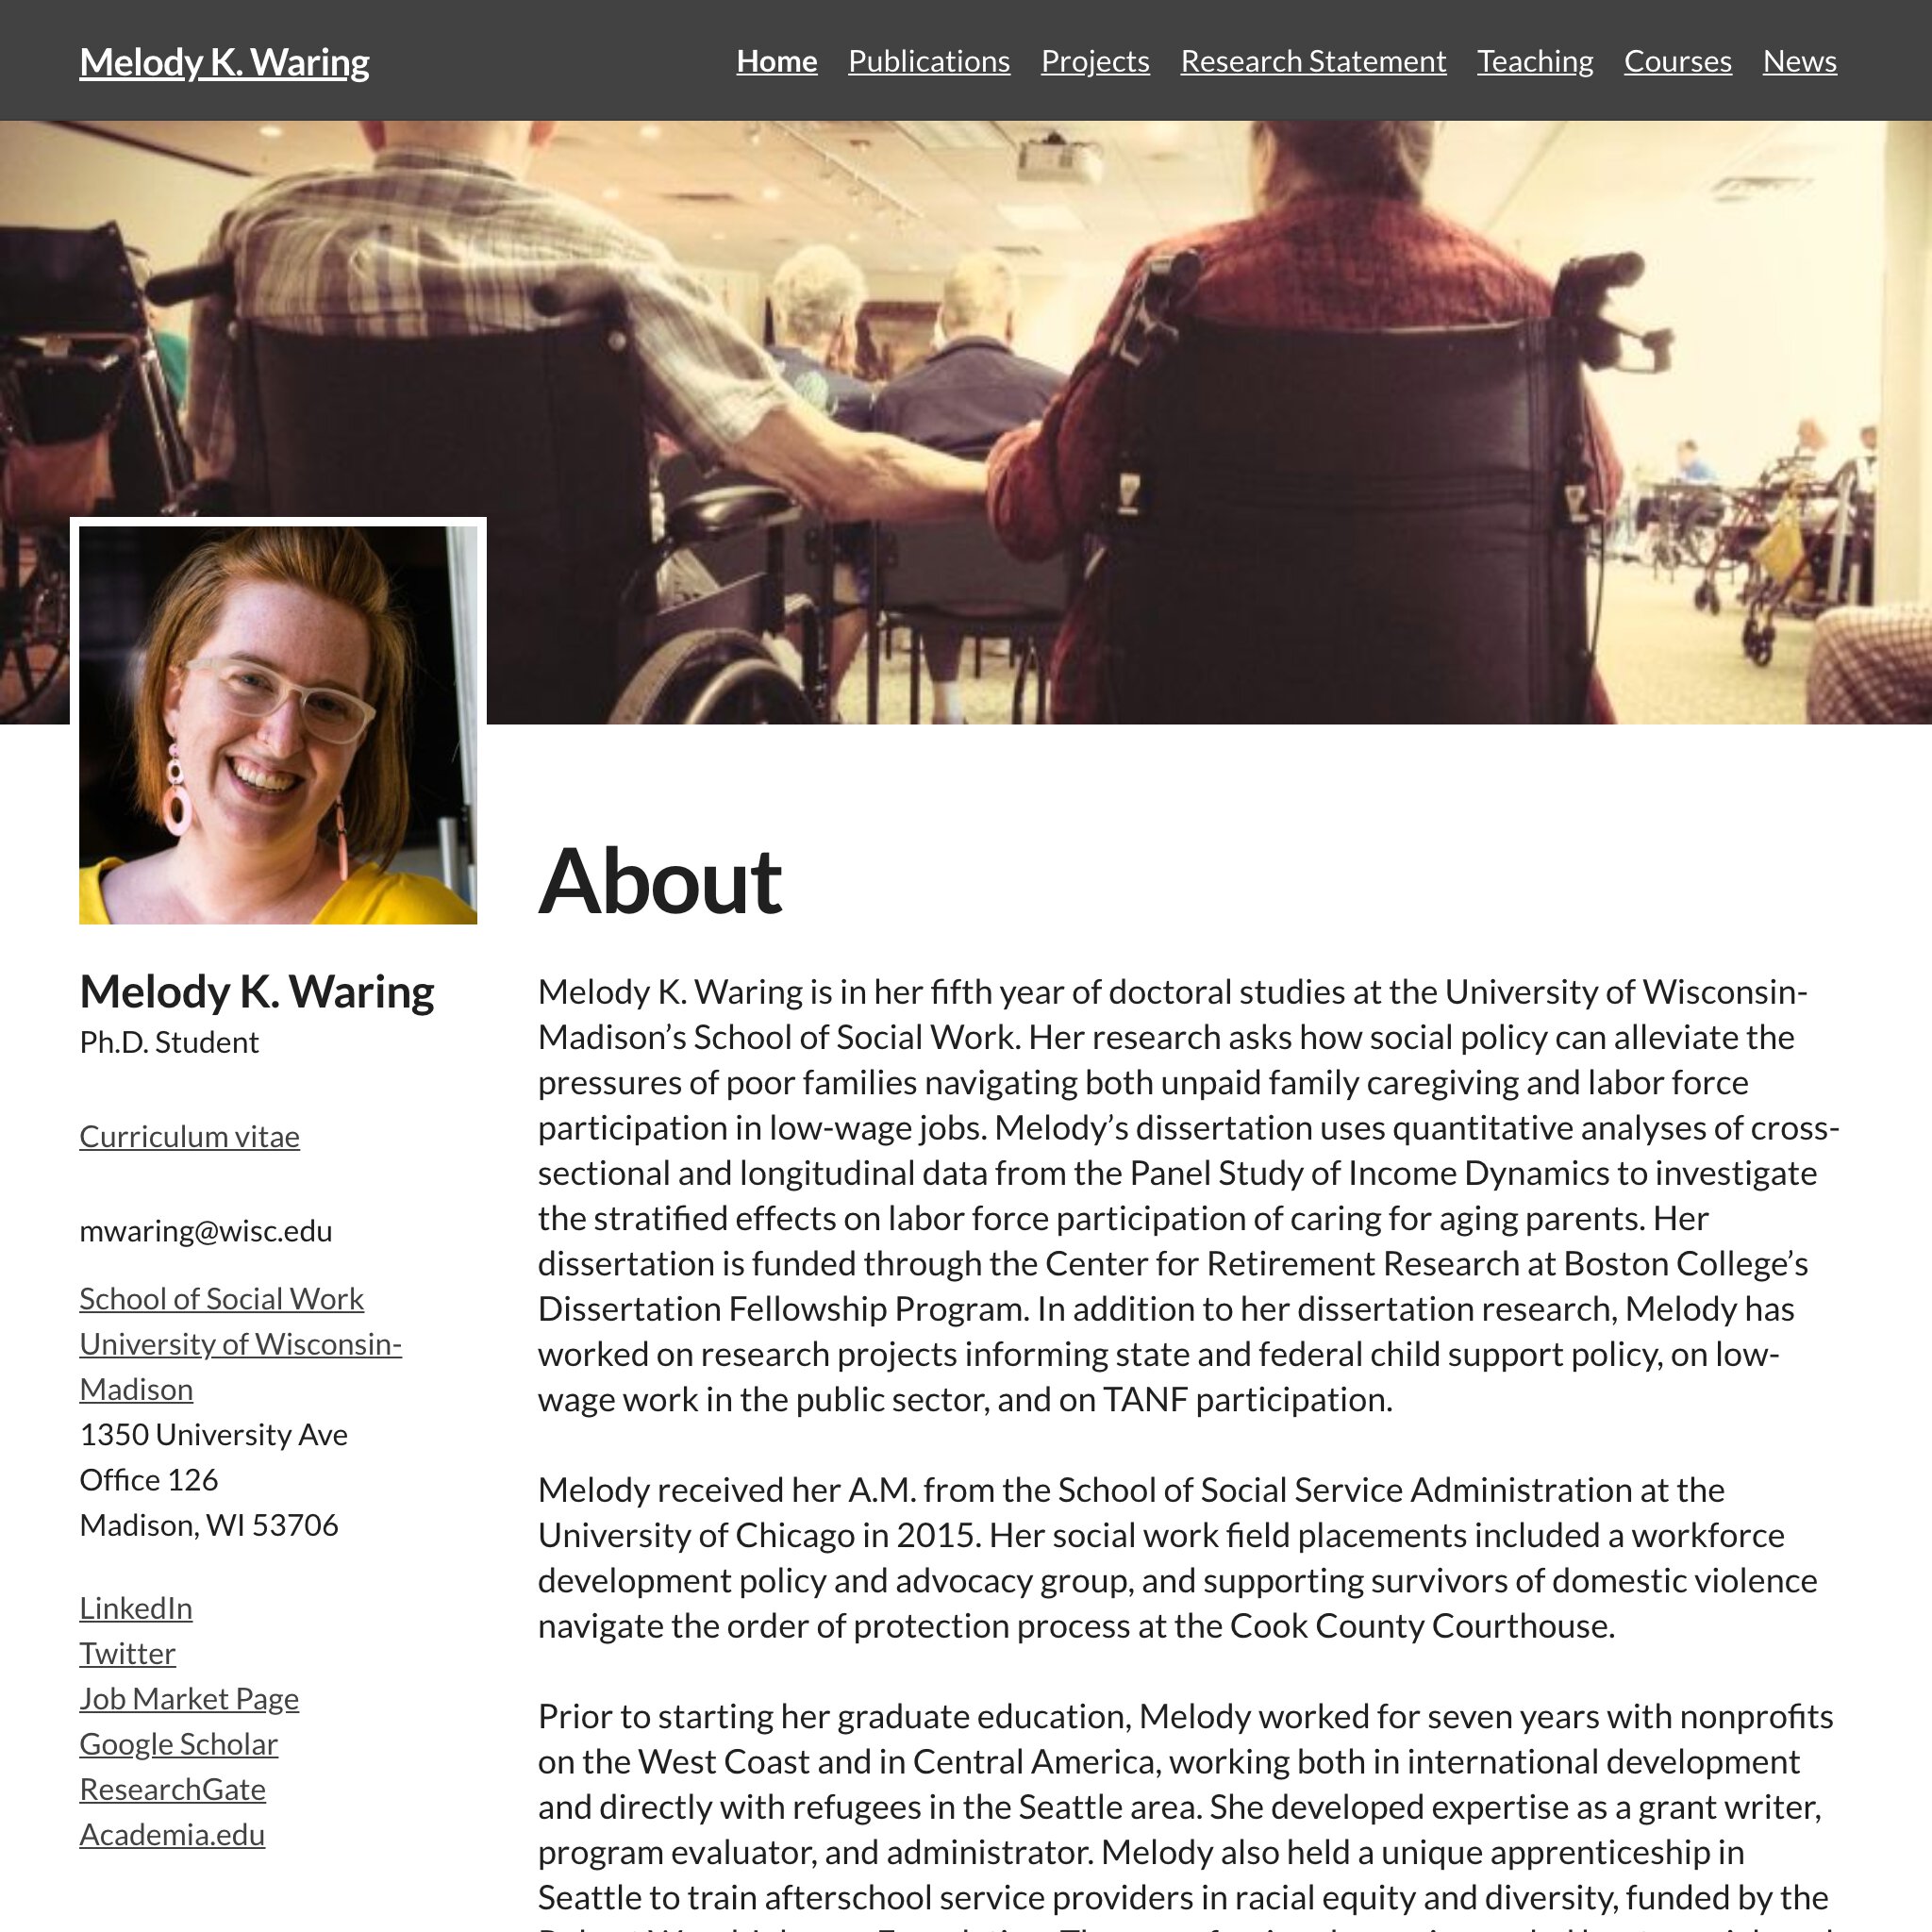 Melody K. Waring
Home Publications Projects Research Statement Teaching Courses News
Melody K. Waring
Ph.D. Student
Curriculum vitae
mwaring@wisc.edu
School of Social Work
University of Wisconsin-
Madison
1350 University Ave
Office 126
Madison, WI 53706
LinkedIn
Twitter
Job Market Page
Google Scholar
ResearchGate
Academia.edu
About
Melody K. Waring is in her fifth year of doctoral studies at the University of Wisconsin-
Madison’s School of Social Work. Her research asks how social policy can alleviate the
pressures of poor families navigating both unpaid family caregiving and labor force
participation in low-wage jobs. Melody’s dissertation uses quantitative analyses of cross-
sectional and longitudinal data from the Panel Study of Income Dynamics to investigate
the stratified effects on labor force participation of caring for aging parents. Her
dissertation is funded through the Center for Retirement Research at Boston College’s
Dissertation Fellowship Program. In addition to her dissertation research, Melody has
worked on research projects informing state and federal child support policy, on low-
wage work in the public sector, and on TANF participation.
Melody received her A.M. from the School of Social Service Administration at the
University of Chicago in 2015. Her social work field placements included a workforce
development policy and advocacy group, and supporting survivors of domestic violence
navigate the order of protection process at the Cook County Courthouse.
Prior to starting her graduate education, Melody worked for seven years with nonprofits
on the West Coast and in Central America, working both in international development
and directly with refugees in the Seattle area. She developed expertise as a grant writer,
program evaluator, and administrator. Melody also held a unique apprenticeship in
Seattle to train afterschool service providers in racial equity and diversity, funded by the